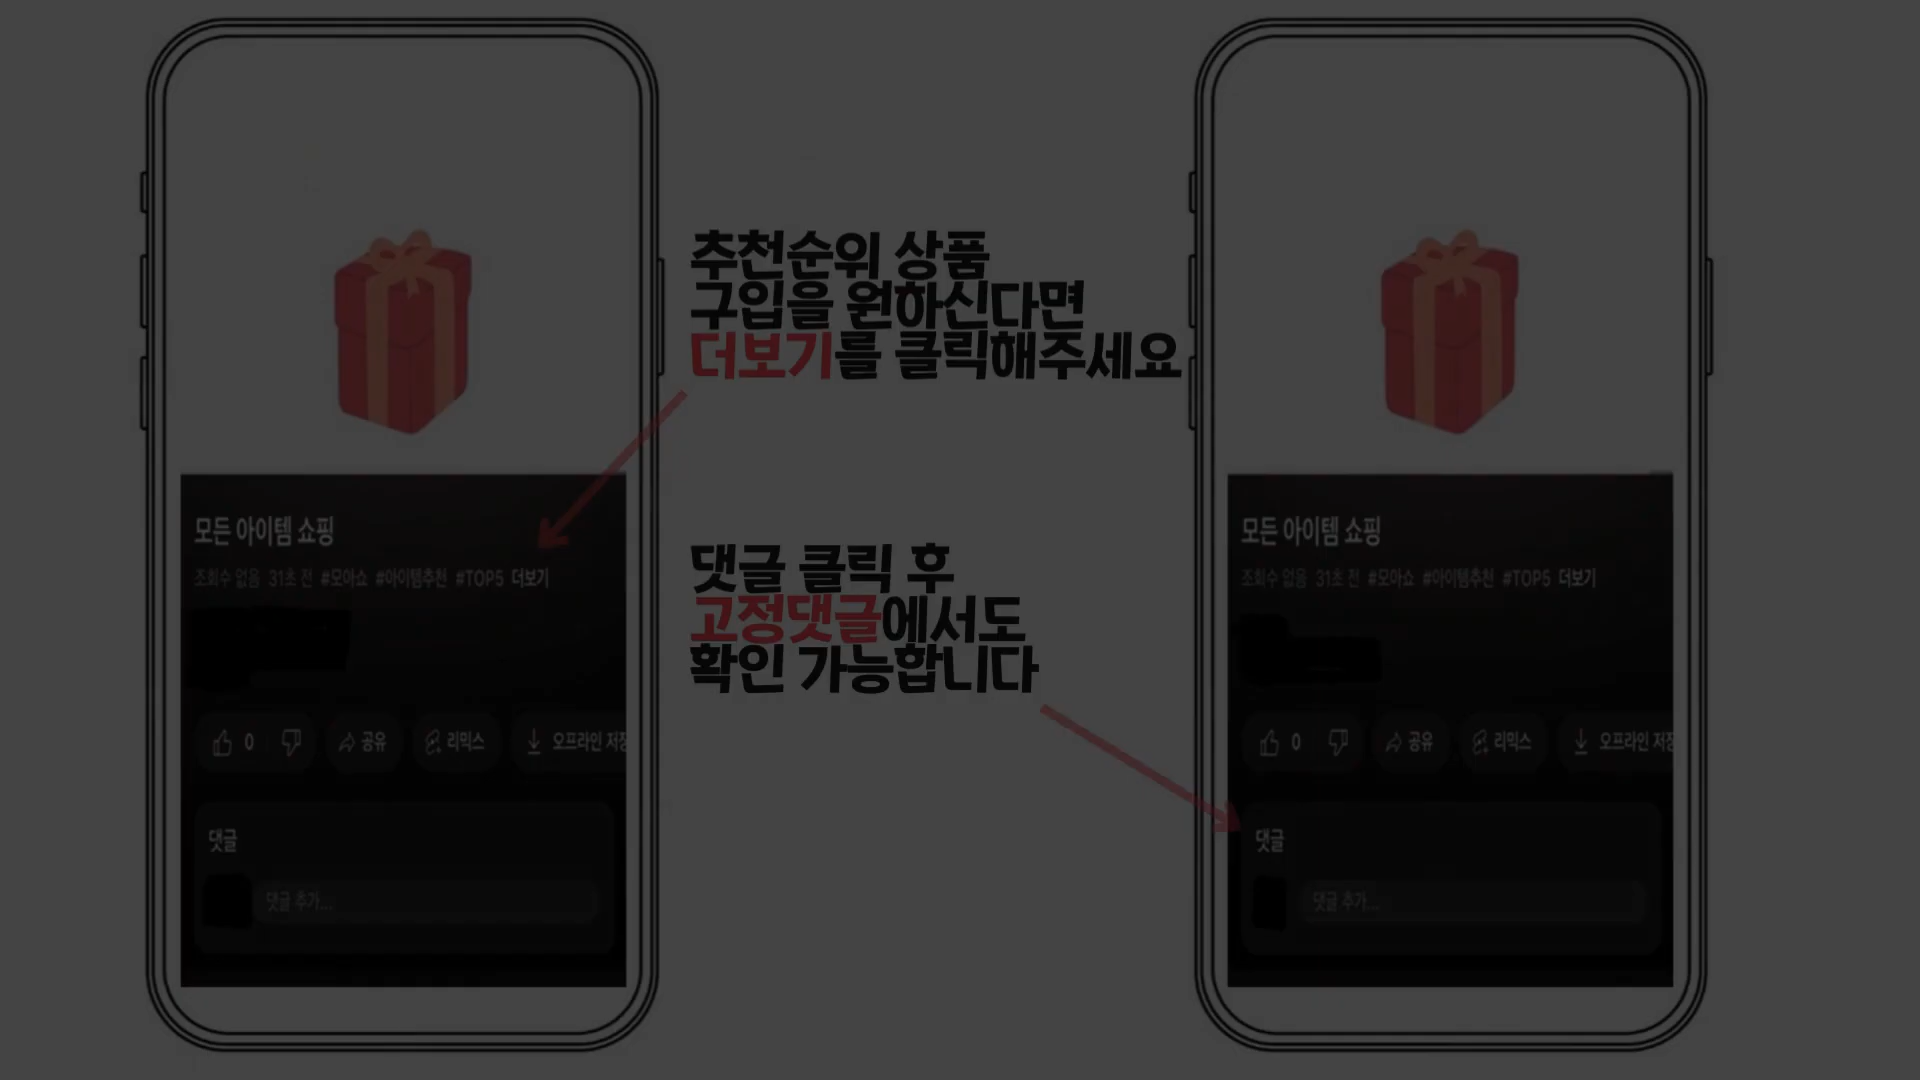 추천순위 상품
구입을 원하신다면
더보기를 클릭해주세요
모든 아이템 쇼핑
조회수 없음 31초 전 #모아쇼 #아이템추천 #TOP5 더보기
0 공유 리믹스 오프라인 저장
댓글
댓글 추가...
댓글 클릭 후
고정댓글에서도
확인 가능합니다
모든 아이템 쇼핑
조회수 없음 31초 전 #모아쇼 #아이템추천 #TOP5 더보기
0 공유 리믹스 오프라인 저장
댓글
댓글 추가...